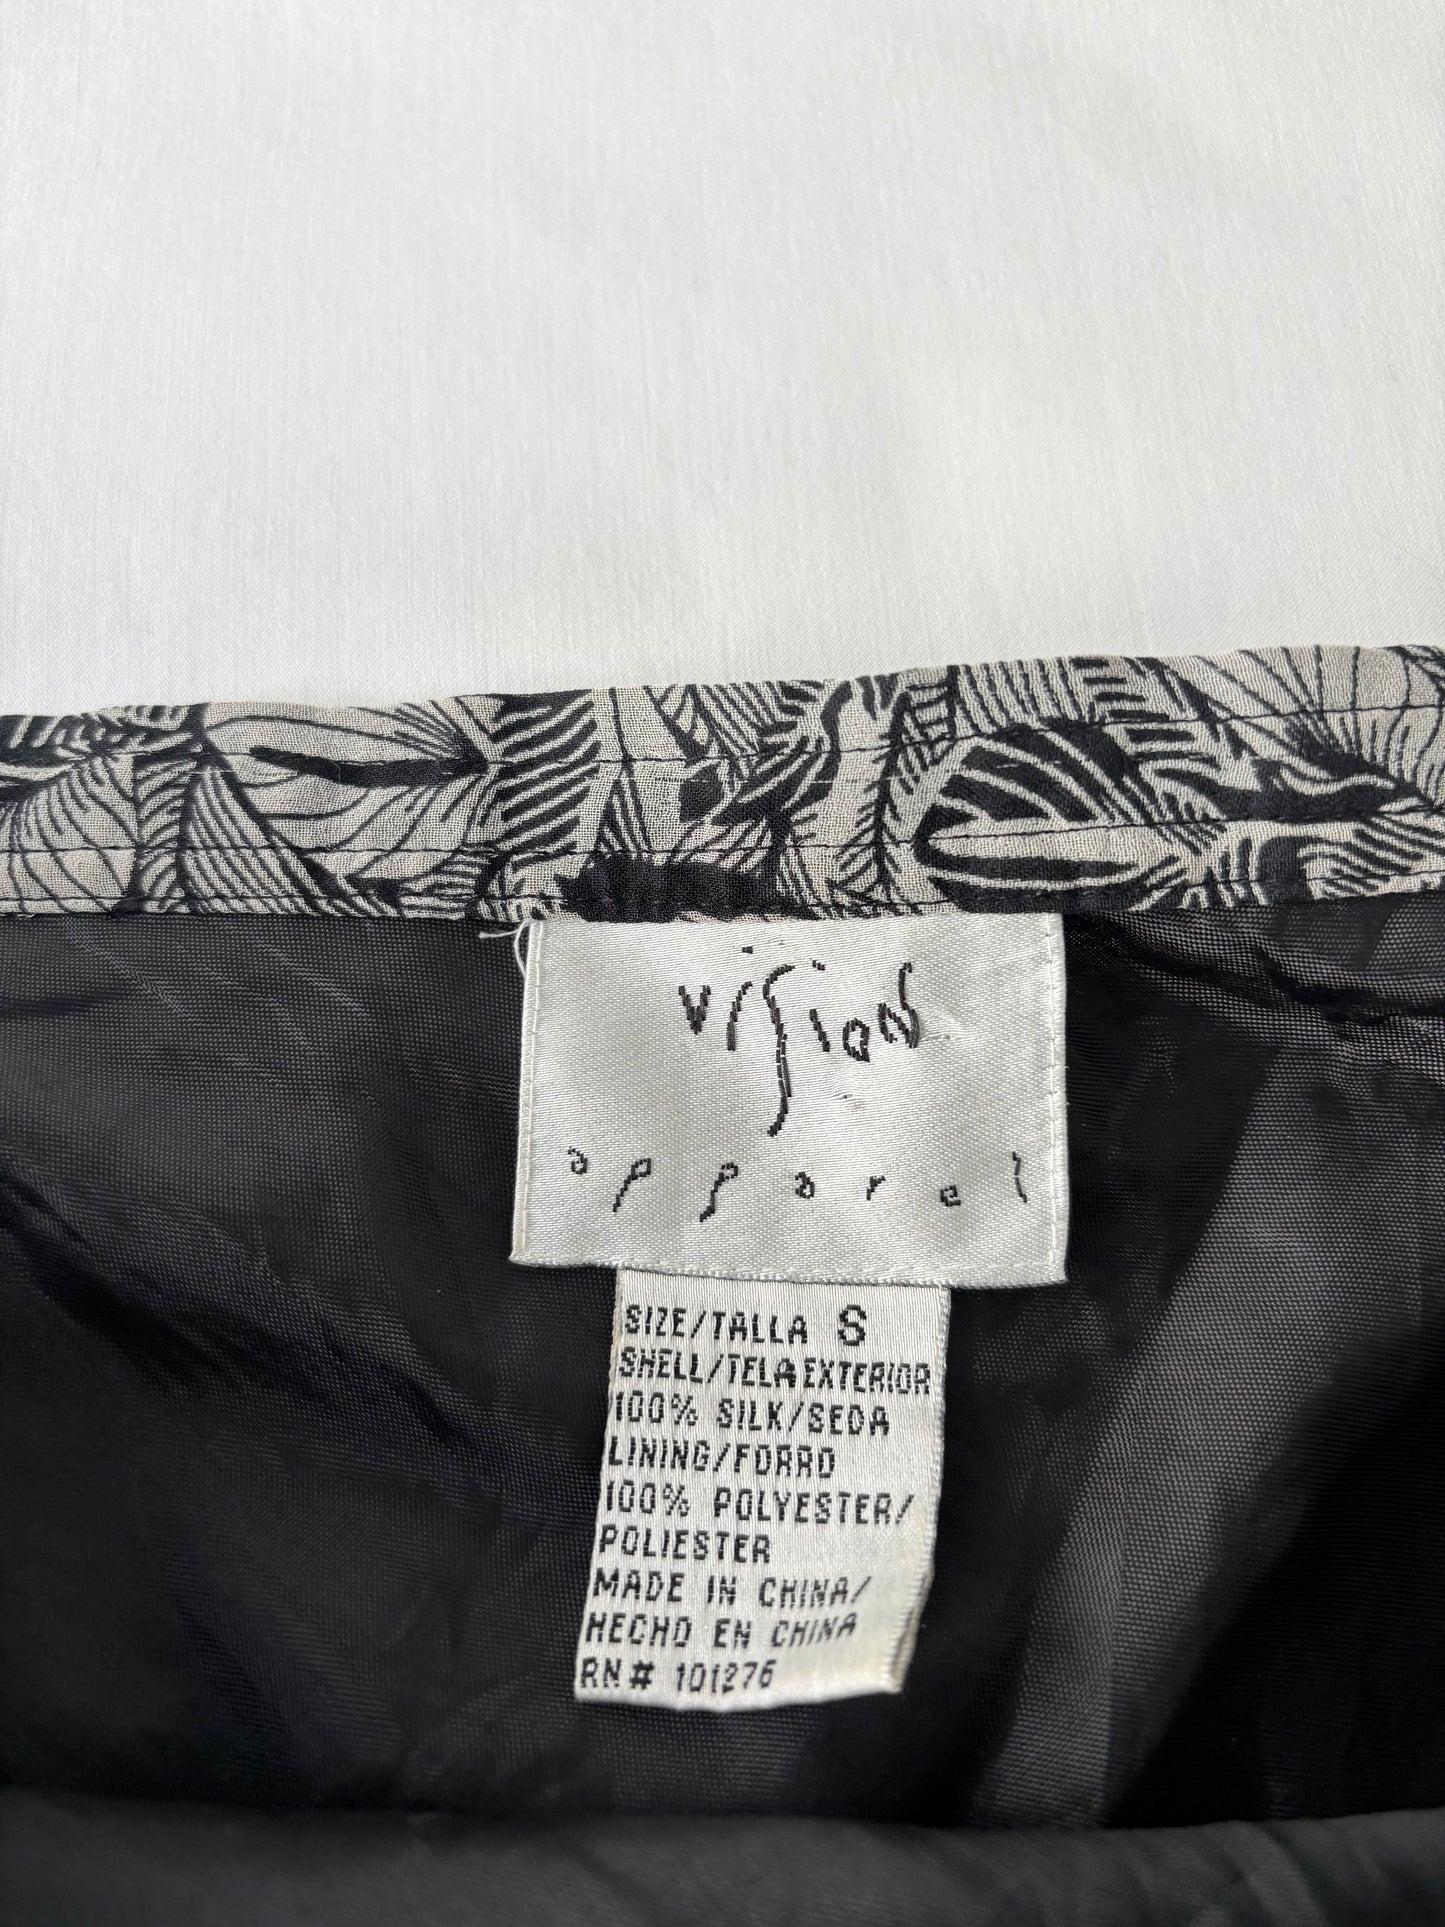 vision
apparel
SIZE/TALLA S
SHELL/TELA EXTERIOR
100% SILK/SEDA
LINING/FORRO
100% POLYESTER/
POLIESTER
MADE IN CHINA/
HECHO EN CHINA
RN# 101276